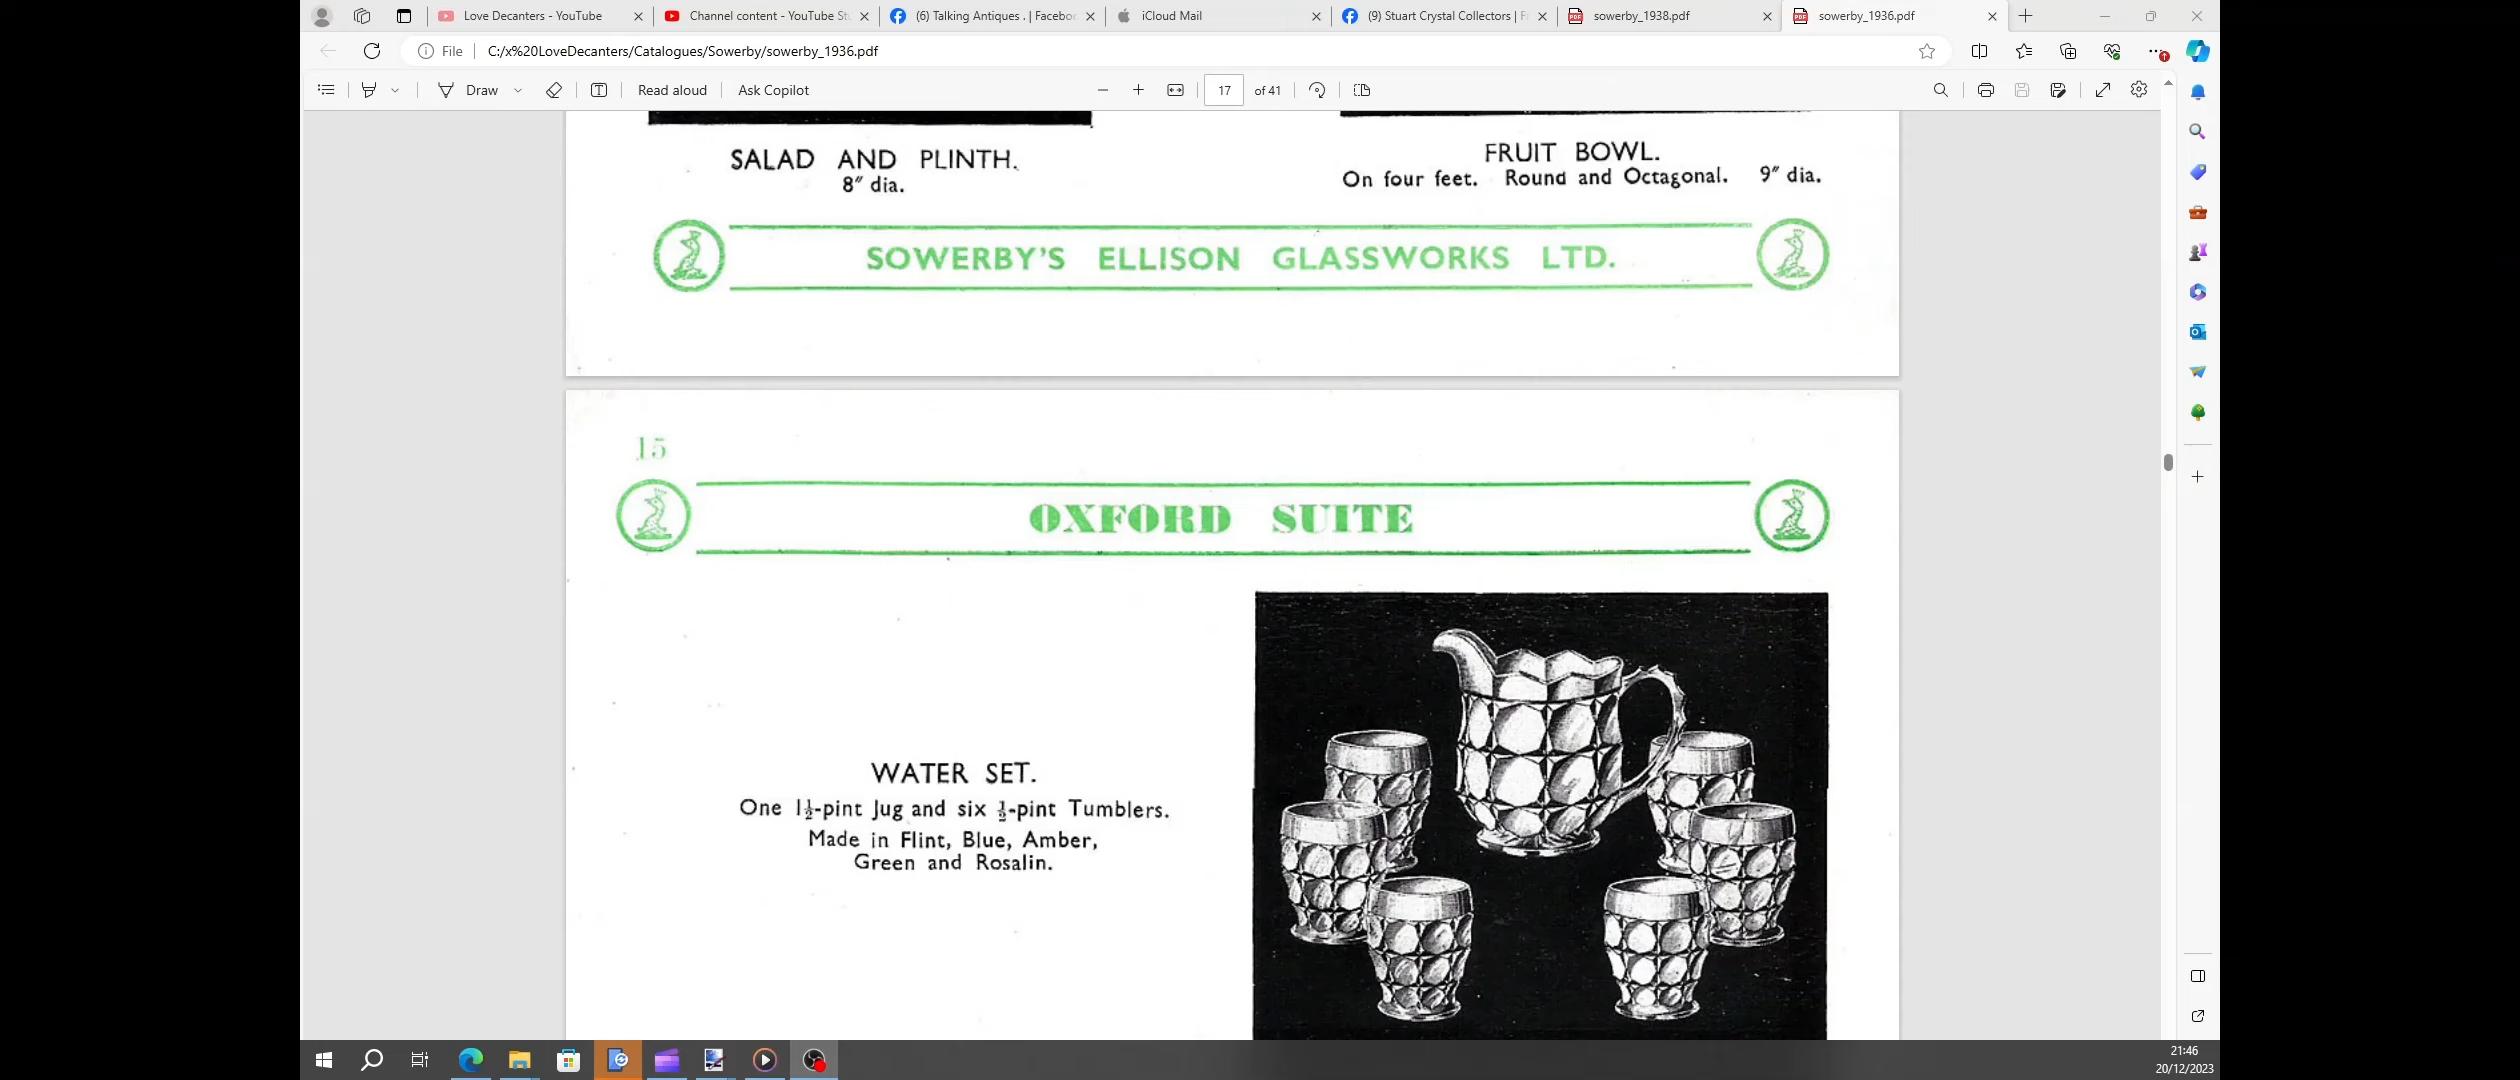 Love Decanters - YouTube
Channel content - YouTube St
(6) Talking Antiques . | Faceboo
iCloud Mail
(9) Stuart Crystal Collectors | F
sowerby_1938.pdf
sowerby_1936.pdf
File
C:/x%20LoveDecanters/Catalogues/Sowerby/sowerby_1936.pdf
Draw
Read aloud
Ask Copilot
17
of 41
SALAD AND PLINTH.
8" dia.
FRUIT BOWL.
On four feet. Round and Octagonal. 9" dia.
SOWERBY'S ELLISON GLASSWORKS LTD.
15
OXFORD SUITE
WATER SET.
One 1½-pint Jug and six ½-pint Tumblers.
Made in Flint, Blue, Amber,
Green and Rosalin.
21:46
20/12/2023